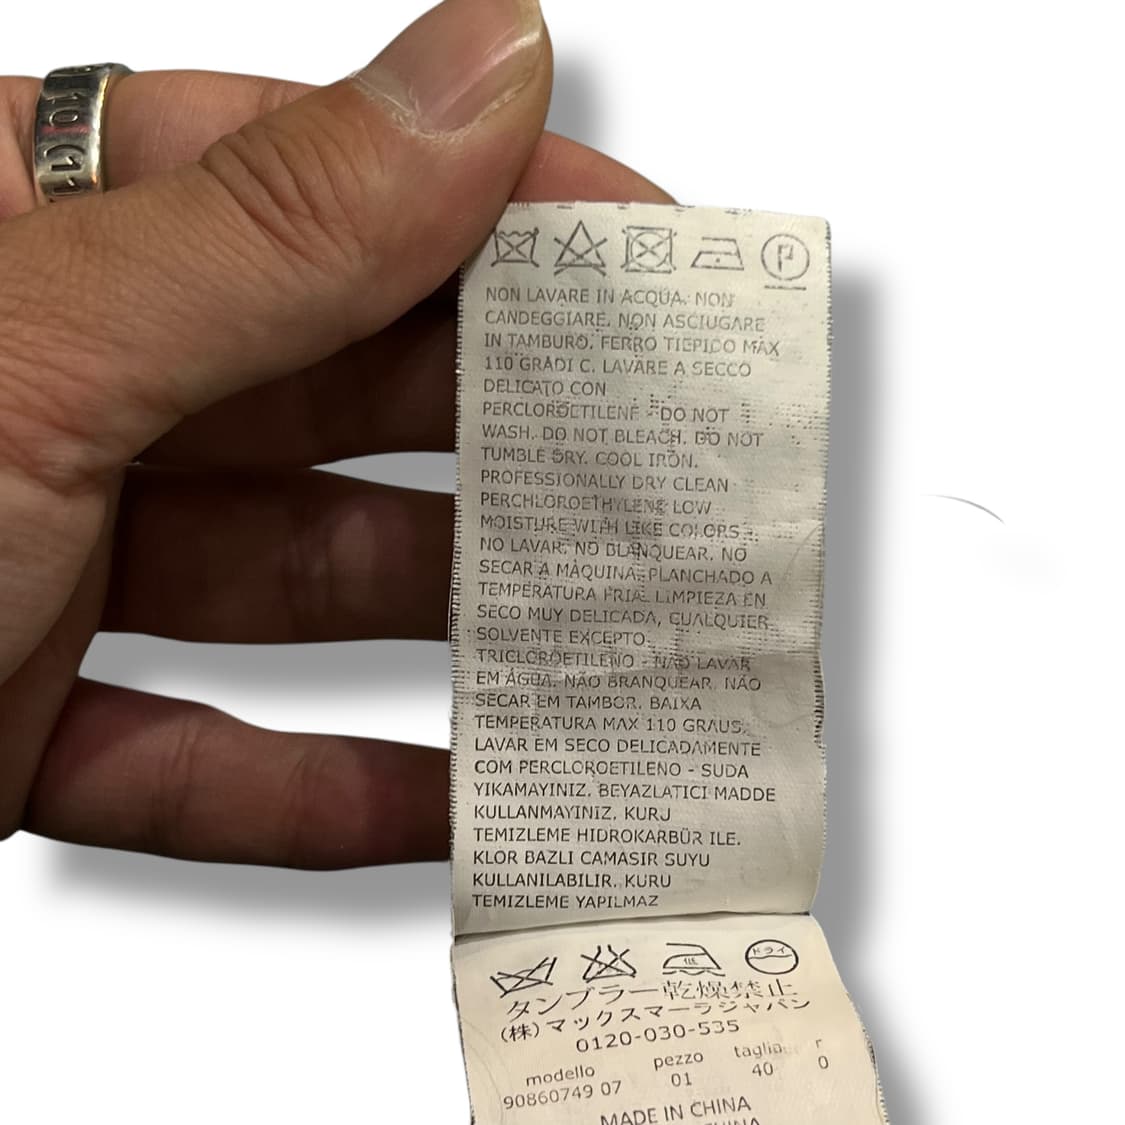 10 (11
P
NON LAVARE IN ACQUA. NON
CANDEGGIARE. NON ASCIUGARE
IN TAMBURO. FERRO TIEPIDO MAX
110 GRADI C. LAVARE A SECCO
DELICATO CON
PERCLOROETILENE - DO NOT
WASH. DO NOT BLEACH. DO NOT
TUMBLE DRY. COOL IRON.
PROFESSIONALLY DRY CLEAN
PERCHLOROETHYLENE LOW
MOISTURE WITH LIKE COLORS -
NO LAVAR. NO BLANQUEAR. NO
SECAR A MÀQUINA. PLANCHADO A
TEMPERATURA FRIA. LIMPIEZA EN
SECO MUY DELICADA, CUALQUIER
SOLVENTE EXCEPTO
TRICLOROETILENO - NÃO LAVAR
EM ÁGUA. NÃO BRANQUEAR. NÃO
SECAR EM TAMBOR. BAIXA
TEMPERATURA MAX 110 GRAUS.
LAVAR EM SECO DELICADAMENTE
COM PERCLOROETILENO - SUDA
YIKAMAYINIZ. BEYAZLATICI MADDE
KULLANMAYINIZ. KURU
TEMIZLEME HIDROKARBÜR ILE.
KLOR BAZLI CAMASIR SUYU
KULLANILABILIR. KURU
TEMIZLEME YAPILMAZ
低 ドライ
タンブラー乾燥禁止
(株)マックスマーラジャパン
0120-030-535
modello pezzo taglia r
90860749 07 01 40 0
MADE IN CHINA